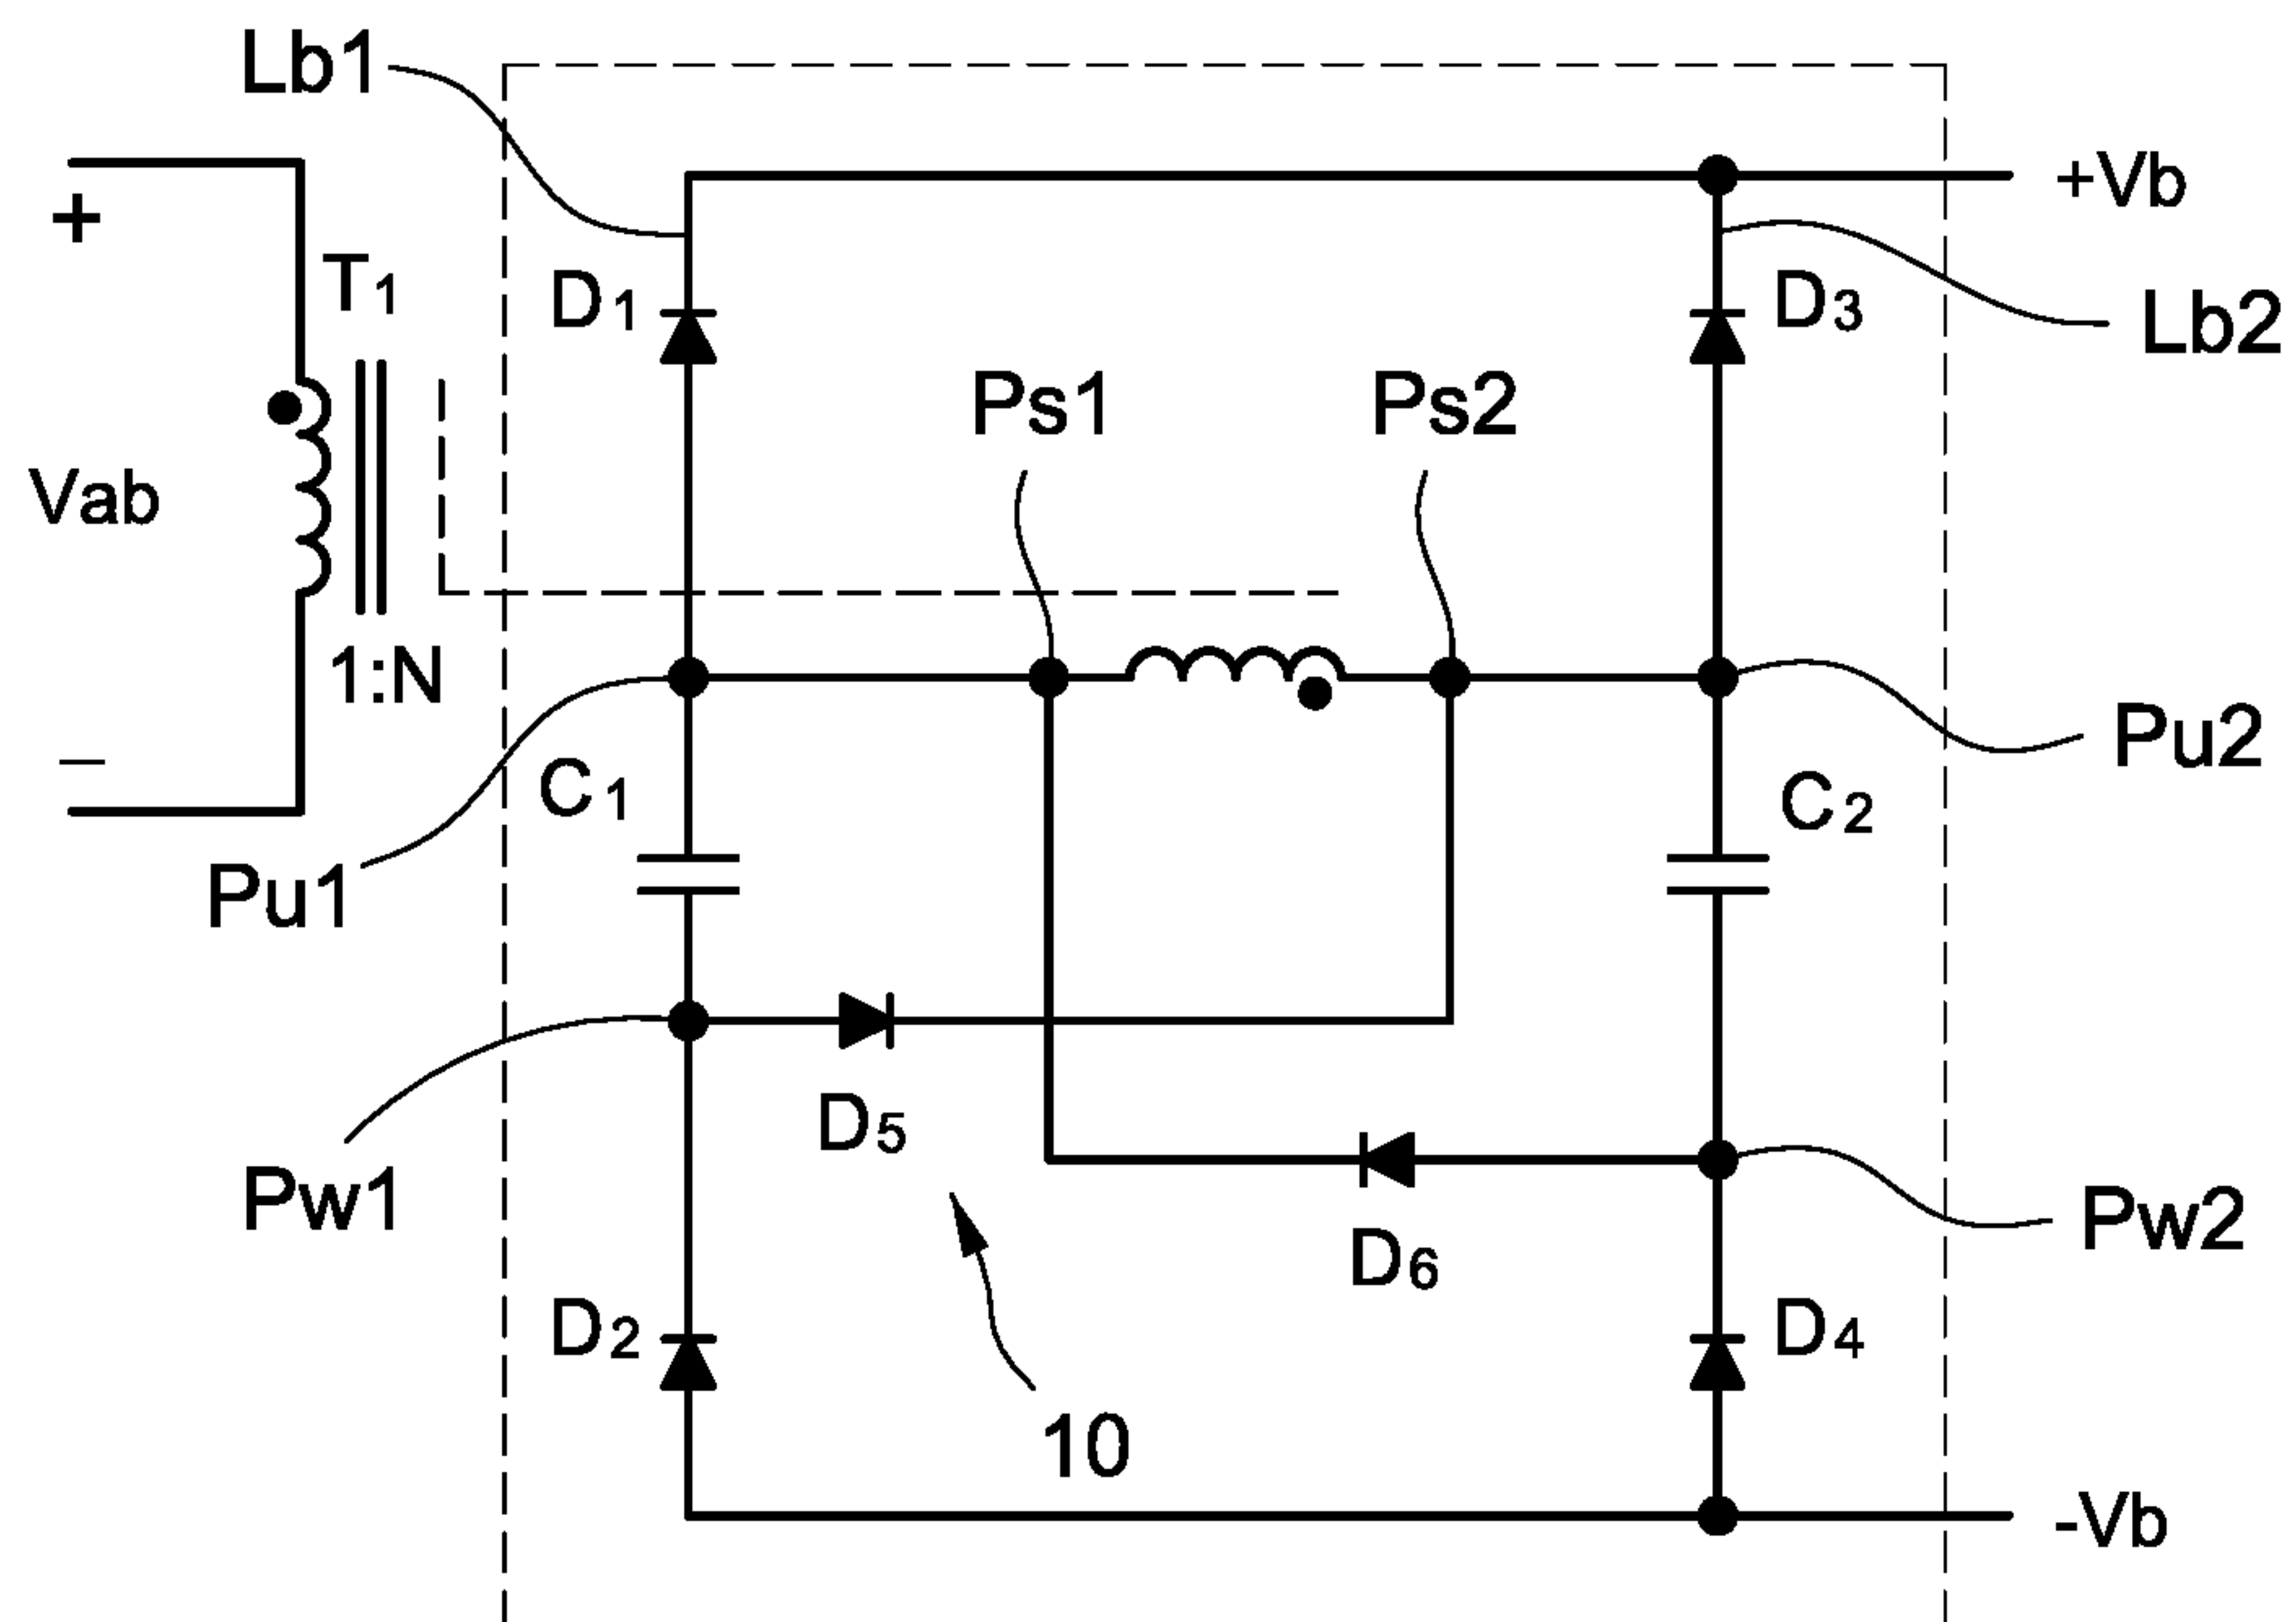 Lb1
+Vb
+
T1
D1
D3
Lb2
Ps1
Ps2
Vab
1:N
Pu2
C1
C2
−
Pu1
Pw1
D5
Pw2
D6
D2
D4
10
-Vb